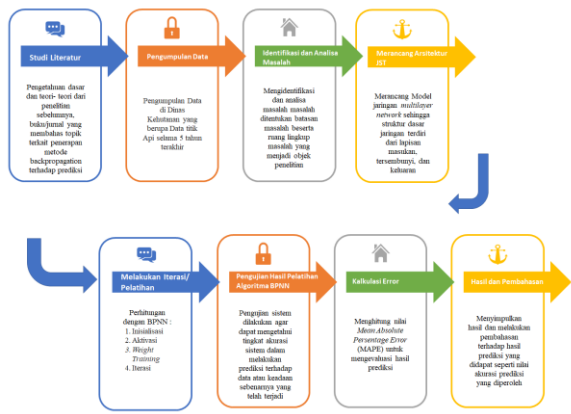 Studi Literatur
Pengetahuan dasar
dan teori- teori dari
penelitian
sebelumnya,
buku/jurnal yang
membahas topik
terkait penerapan
metode
backpropagation
terhadap prediksi
Pengumpulan Data
Pengumpulan Data
di Dinas
Kehutanan yang
berupa Data titik
Api selama 5 tahun
terakhir
Identifikasi dan Analisa
Masalah
Mengidentifikasi
dan analisa
masalah masalah
ditentukan batasan
masalah beserta
ruang lingkup
masalah yang
menjadi objek
penelitian
Marancang Arsitektur
JST
Merancang Model
jaringan multilayer
network sehingga
struktur dasar
jaringan terdiri
dari lapisan
masukan,
tersembunyi, dan
keluaran
Melakukan Iterasi/
Pelatihan
Perhitungan
dengan BPNN :
1. Inisialisasi
2. Aktivasi
3. Weight
Training
4. Iterasi
Pengujian Hasil Pelatihan
Algoritma BPNN
Pengujian sistem
dilakukan agar
dapat mengetahui
tingkat akurasi
sistem dalam
melakukan
prediksi terhadap
data atau keadaan
sebenarnya yang
telah terjadi
Kalkulasi Error
Menghitung nilai
Mean Absolute
Persentage Error
(MAPE) untuk
mengevaluasi hasil
prediksi
Hasil dan Pembahasan
Menyimpulkan
hasil dan melakukan
pembahasan
terhadap hasil
prediksi yang
didapat seperti nilai
akurasi prediksi
yang diperoleh